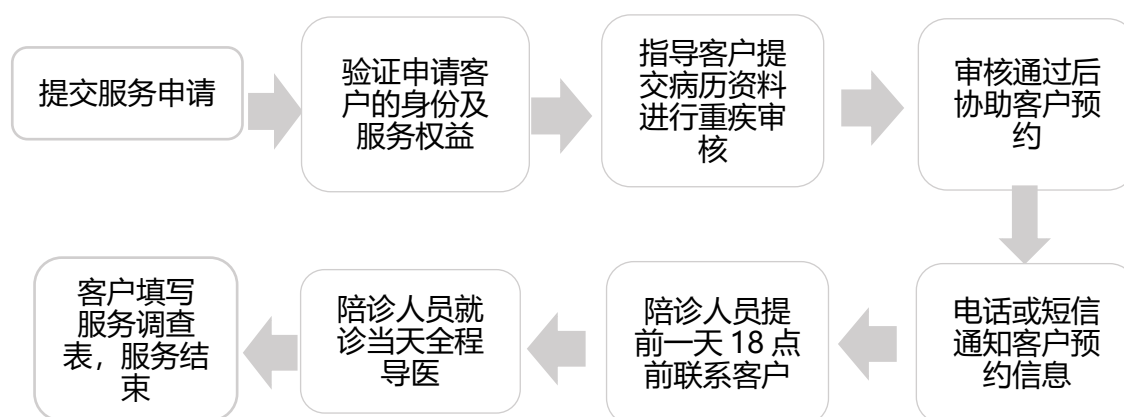 提交服务申请
验证申请客
户的身份及
服务权益
指导客户提
交病历资料
进行重疾审
核
审核通过后
协助客户预
约
电话或短信
通知客户预
约信息
陪诊人员提
前一天 18 点
前联系客户
陪诊人员就
诊当天全程
导医
客户填写
服务调查
表，服务结
束